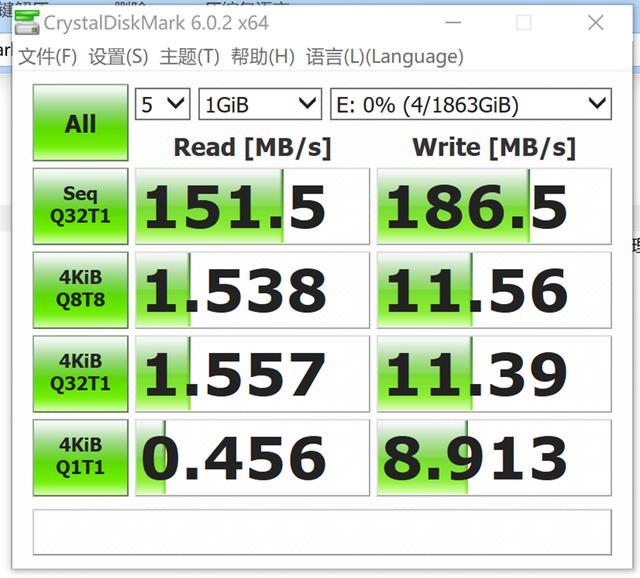 CrystalDiskMark 6.0.2 x64
文件(F) 设置(S) 主题(T) 帮助(H) 语言(L)(Language)
All 5 1GiB E: 0% (4/1863GiB)
Read [MB/s] Write [MB/s]
Seq
Q32T1
151.5 186.5
4KiB
Q8T8
1.538 11.56
4KiB
Q32T1
1.557 11.39
4KiB
Q1T1
0.456 8.913